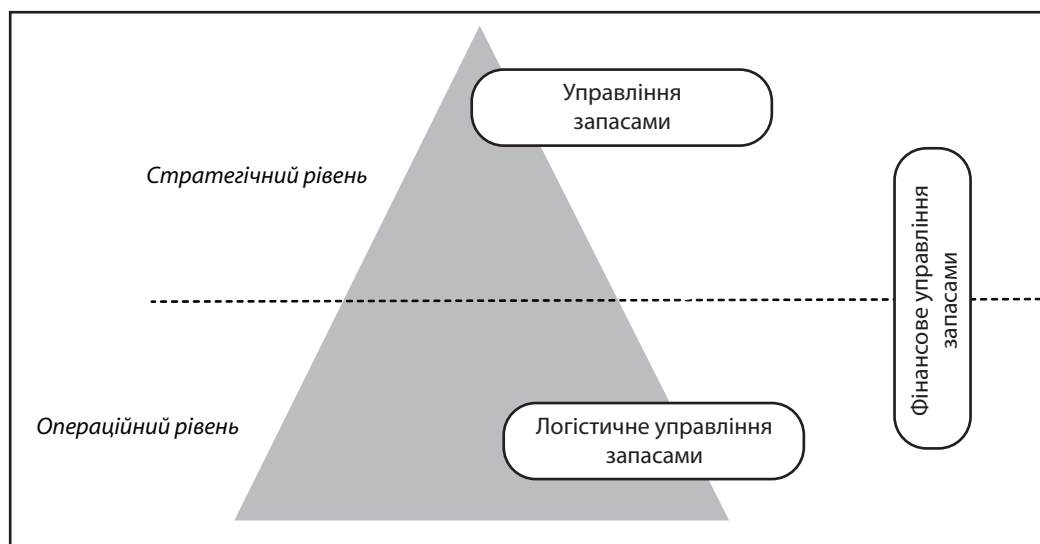 Управління
запасами
Стратегічний рівень
Фінансове управління
запасами
Операційний рівень
Логістичне управління
запасами